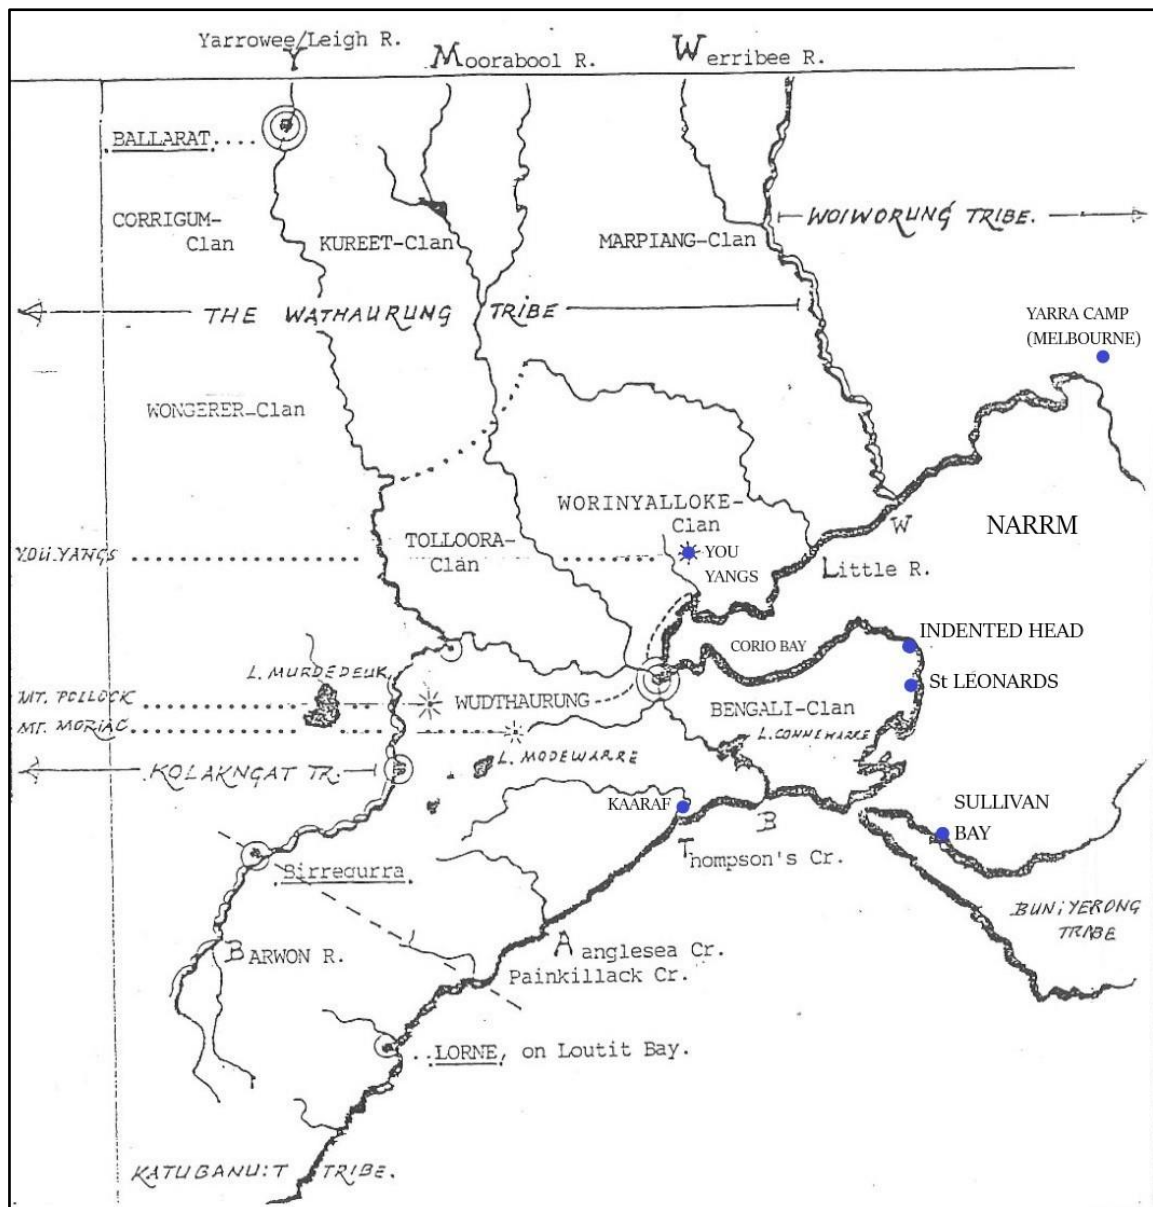 Yarrowee/Leigh R.
Y
Moorabool R.
Werribee R.
BALLARAT....
CORRIGUM-
Clan
KUREET-Clan
MARPIANG-Clan
WOIWORUNG TRIBE.
THE WATHAURUNG TRIBE
YARRA CAMP
(MELBOURNE)
WONGERER-Clan
WORINYALLOKE-
Clan
W
NARRM
TOLLOORA-
Clan
YOU YANGS
YOU
YANGS
Little R.
CORIO BAY
INDENTED HEAD
L. MURDEDEUK
St LEONARDS
MT. POLLOCK
WUDTHAURUNG
BENGALI-Clan
MT. MORIAC
L. CONNEWARRE
L. MODEWARRE
KOLAKNGAT TR.
KAARAF
B
SULLIVAN
BAY
Thompson's Cr.
Birregurra
BUNiYERONG
TRIBE
BARWON R.
Aanglesea Cr.
Painkillack Cr.
..LORNE, on Loutit Bay.
KATUBANU:T TRIBE.